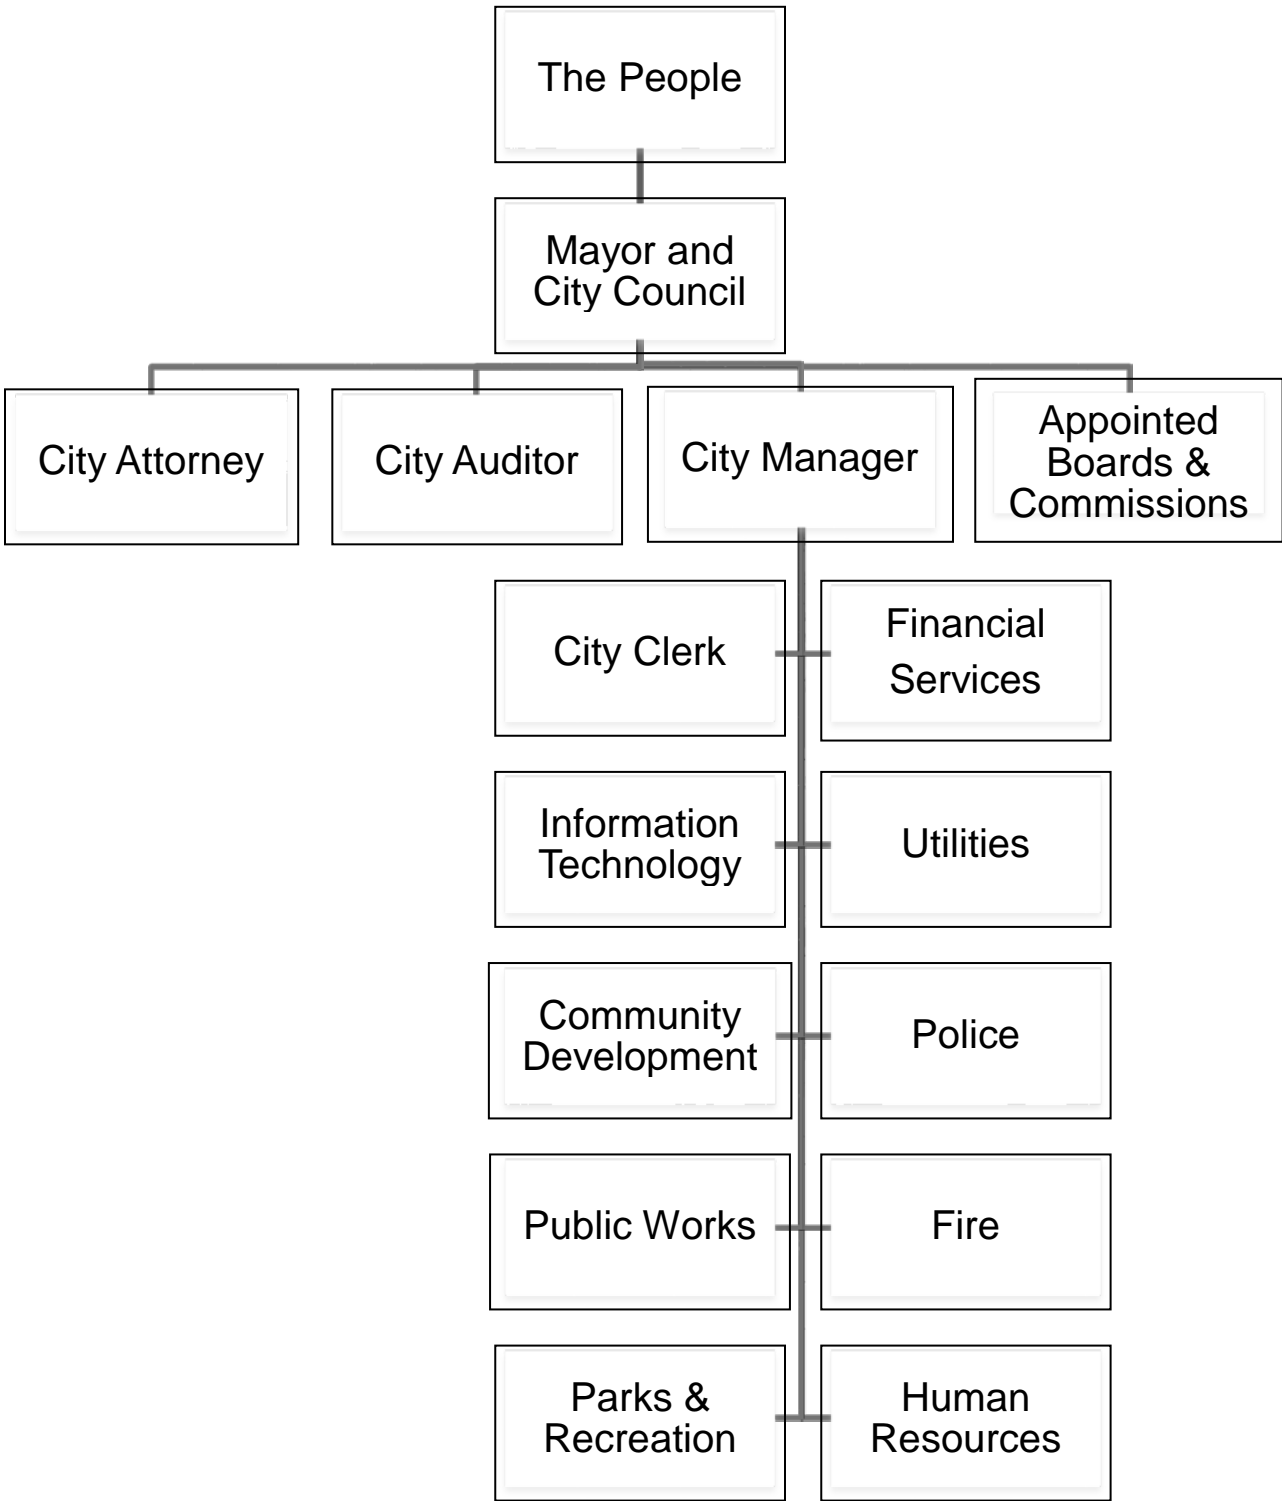 The People
Mayor and
City Council
City Attorney
City Auditor
City Manager
Appointed
Boards &
Commissions
City Clerk
Financial
Services
Information
Technology
Utilities
Community
Development
Police
Public Works
Fire
Parks &
Recreation
Human
Resources